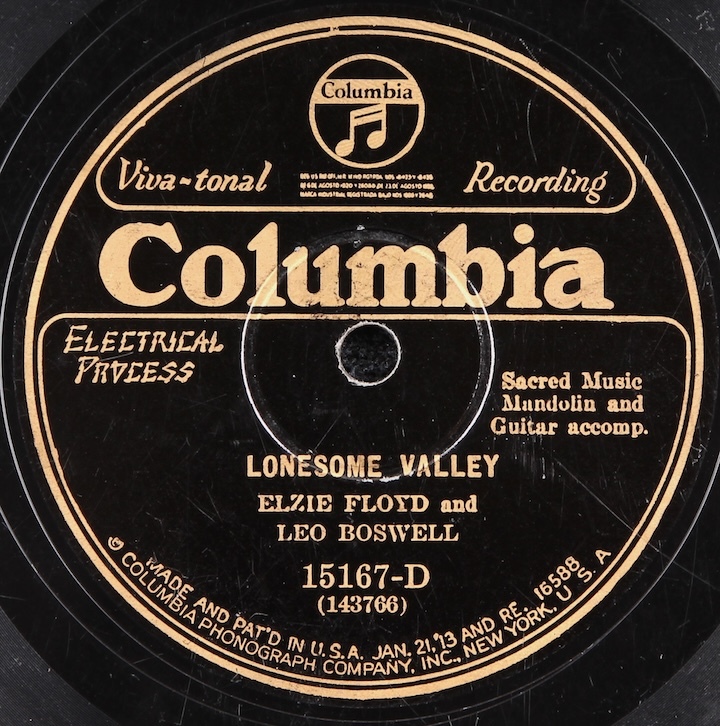 Columbia
Viva-tonal
Recording
Columbia
ELECTRICAL
PROCESS
Sacred Music
Mandolin and
Guitar accomp.
LONESOME VALLEY
ELZIE FLOYD and
LEO BOSWELL
15167-D
(143766)
MADE AND PAT'D IN U.S.A. JAN. 21,'13 AND RE. 16588
COLUMBIA PHONOGRAPH COMPANY, INC., NEW YORK, U.S.A